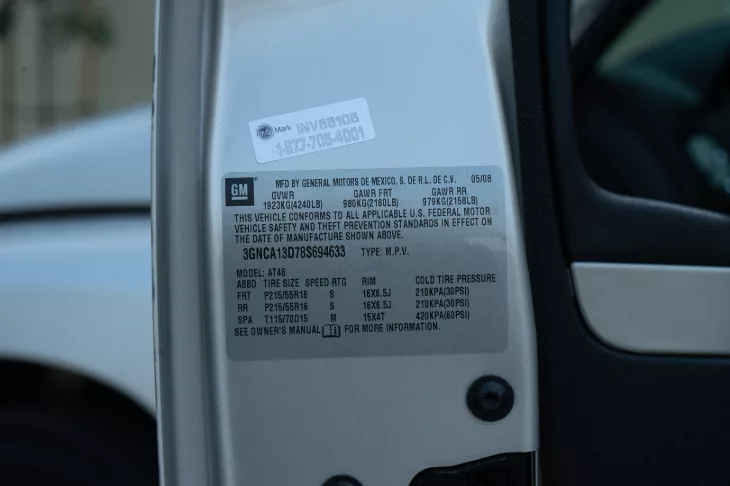 Mark INV55105
1-877-705-4001
GM
MFD BY GENERAL MOTORS DE MEXICO, S. DE R.L. DE C.V. 05/08
GVWR GAWR FRT GAWR RR
1923KG(4240LB) 980KG(2160LB) 979KG(2158LB)
THIS VEHICLE CONFORMS TO ALL APPLICABLE U.S. FEDERAL MOTOR
VEHICLE SAFETY AND THEFT PREVENTION STANDARDS IN EFFECT ON
THE DATE OF MANUFACTURE SHOWN ABOVE.
3GNCA13D78S694633 TYPE: M.P.V.
MODEL: AT46
ABBD TIRE SIZE SPEED RTG RIM COLD TIRE PRESSURE
FRT P215/55R16 S 16X6.5J 210KPA(30PSI)
RR P215/55R16 S 16X6.5J 210KPA(30PSI)
SPA T115/70D15 M 15X4T 420KPA(60PSI)
SEE OWNER'S MANUAL FOR MORE INFORMATION.